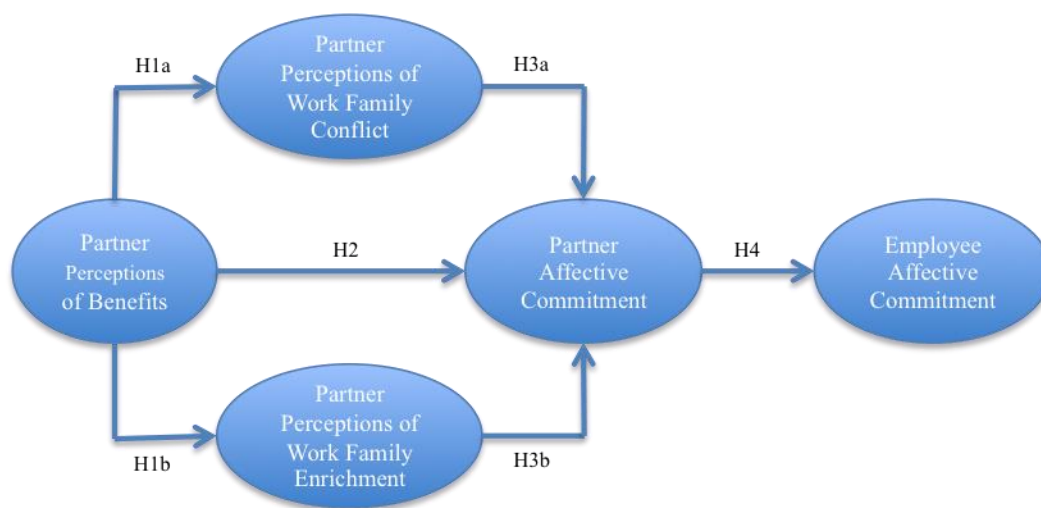 Partner
Perceptions of
Work Family
Conflict
H1a
H3a
Partner
Perceptions
of Benefits
H2
Partner
Affective
Commitment
H4
Employee
Affective
Commitment
Partner
Perceptions of
Work Family
Enrichment
H1b
H3b